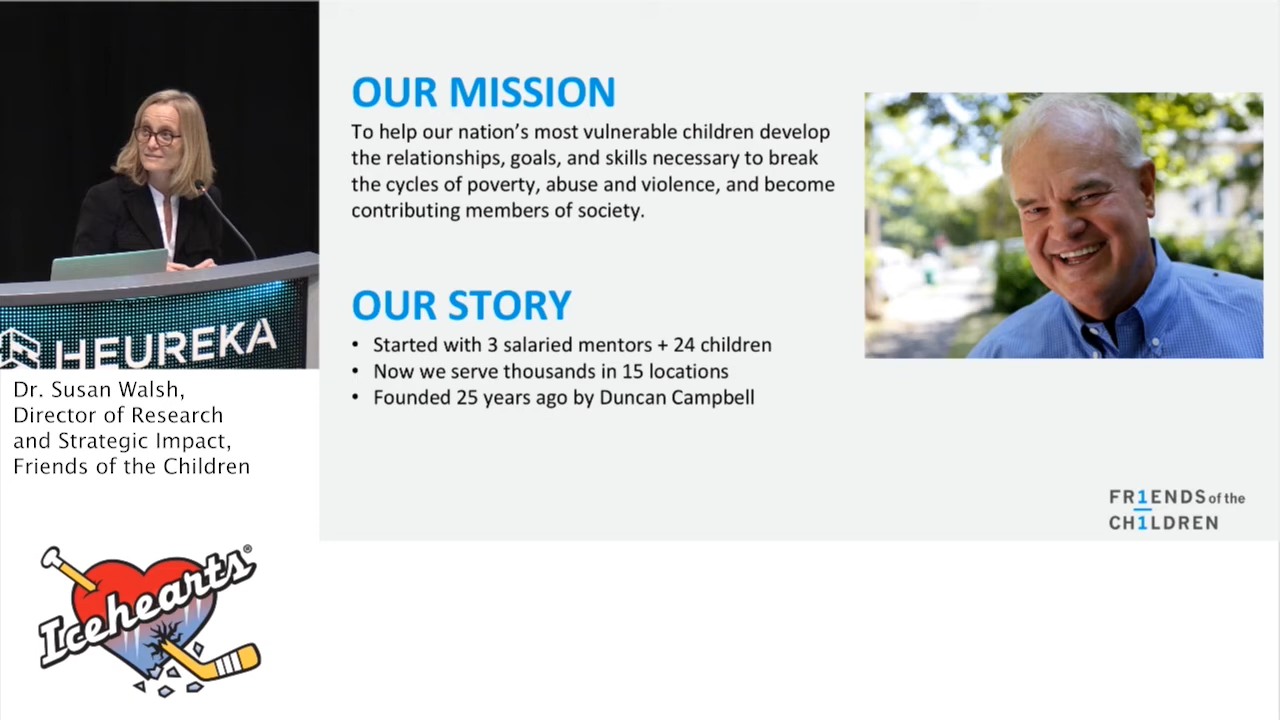 HEUREKA
Dr. Susan Walsh,
Director of Research
and Strategic Impact,
Friends of the Children
Icehearts®
OUR MISSION
To help our nation’s most vulnerable children develop
the relationships, goals, and skills necessary to break
the cycles of poverty, abuse and violence, and become
contributing members of society.
OUR STORY
• Started with 3 salaried mentors + 24 children
• Now we serve thousands in 15 locations
• Founded 25 years ago by Duncan Campbell
FR1ENDS of the
CH1LDREN